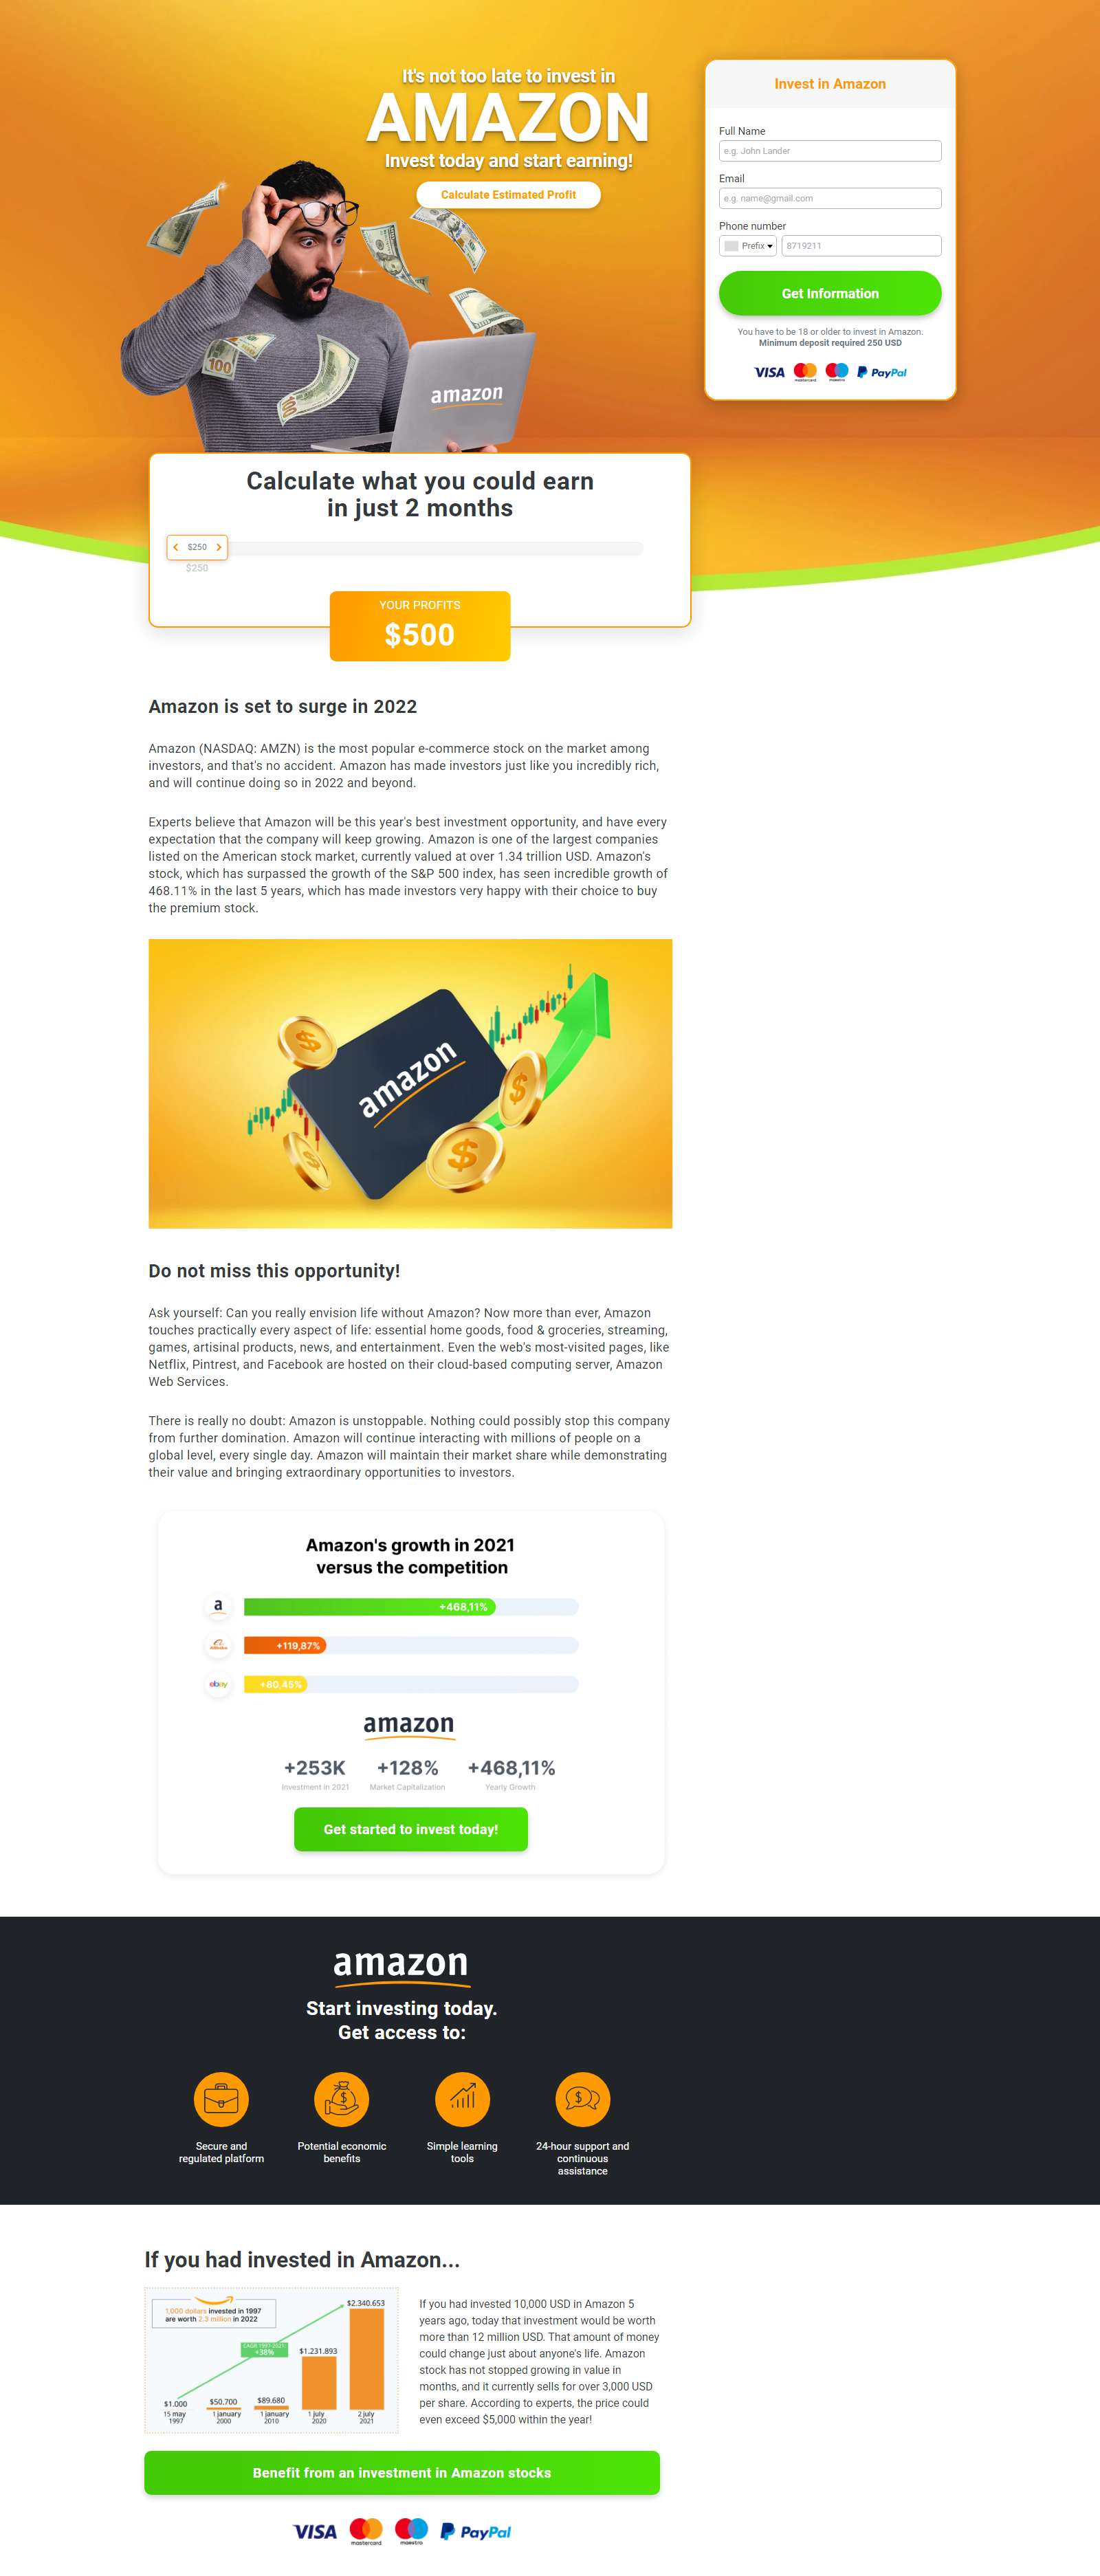 It's not too late to invest in
AMAZON
Invest today and start earning!
Calculate Estimated Profit
amazon
Invest in Amazon
Full Name
e.g. John Lander
Email
e.g. name@gmail.com
Phone number
Prefix
8719211
Get Information
You have to be 18 or older to invest in Amazon.
Minimum deposit required 250 USD
VISA
mastercard
maestro
PayPal
100
Calculate what you could earn
in just 2 months
$250
$250
YOUR PROFITS
$500
Amazon is set to surge in 2022
Amazon (NASDAQ: AMZN) is the most popular e-commerce stock on the market among
investors, and that's no accident. Amazon has made investors just like you incredibly rich,
and will continue doing so in 2022 and beyond.
Experts believe that Amazon will be this year's best investment opportunity, and have every
expectation that the company will keep growing. Amazon is one of the largest companies
listed on the American stock market, currently valued at over 1.34 trillion USD. Amazon's
stock, which has surpassed the growth of the S&P 500 index, has seen incredible growth of
468.11% in the last 5 years, which has made investors very happy with their choice to buy
the premium stock.
amazon
Do not miss this opportunity!
Ask yourself: Can you really envision life without Amazon? Now more than ever, Amazon
touches practically every aspect of life: essential home goods, food & groceries, streaming,
games, artisinal products, news, and entertainment. Even the web's most-visited pages, like
Netflix, Pintrest, and Facebook are hosted on their cloud-based computing server, Amazon
Web Services.
There is really no doubt: Amazon is unstoppable. Nothing could possibly stop this company
from further domination. Amazon will continue interacting with millions of people on a
global level, every single day. Amazon will maintain their market share while demonstrating
their value and bringing extraordinary opportunities to investors.
Amazon's growth in 2021
versus the competition
a
+468,11%
+119,87%
ebay
+80,45%
amazon
+253K
+128%
+468,11%
Investment in 2021
Market Capitalization
Yearly Growth
Get started to invest today!
amazon
Start investing today.
Get access to:
Secure and
regulated platform
Potential economic
benefits
Simple learning
tools
24-hour support and
continuous
assistance
If you had invested in Amazon...
1,000 dollars invested in 1997
are worth 2.3 million in 2022
CAGR 1997-2021:
+38%
$1.000
$50.700
$89.680
$1.231.893
$2.340.653
15 may
1997
1 january
2000
1 january
2010
1 july
2020
2 july
2021
If you had invested 10,000 USD in Amazon 5
years ago, today that investment would be worth
more than 12 million USD. That amount of money
could change just about anyone's life. Amazon
stock has not stopped growing in value in
months, and it currently sells for over 3,000 USD
per share. According to experts, the price could
even exceed $5,000 within the year!
Benefit from an investment in Amazon stocks
VISA
mastercard
maestro
PayPal